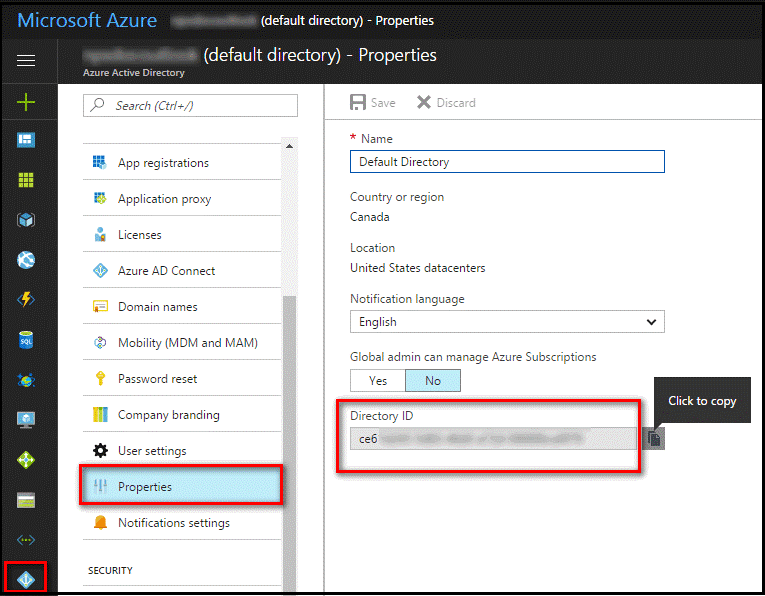 Microsoft Azure (default directory) - Properties
(default directory) - Properties
Azure Active Directory
Search (Ctrl+/)
App registrations
Application proxy
Licenses
Azure AD Connect
Domain names
Mobility (MDM and MAM)
Password reset
Company branding
User settings
Properties
Notifications settings
SECURITY
Save Discard
* Name
Default Directory
Country or region
Canada
Location
United States datacenters
Notification language
English
Global admin can manage Azure Subscriptions
Yes No
Directory ID
ce6
Click to copy
SQL